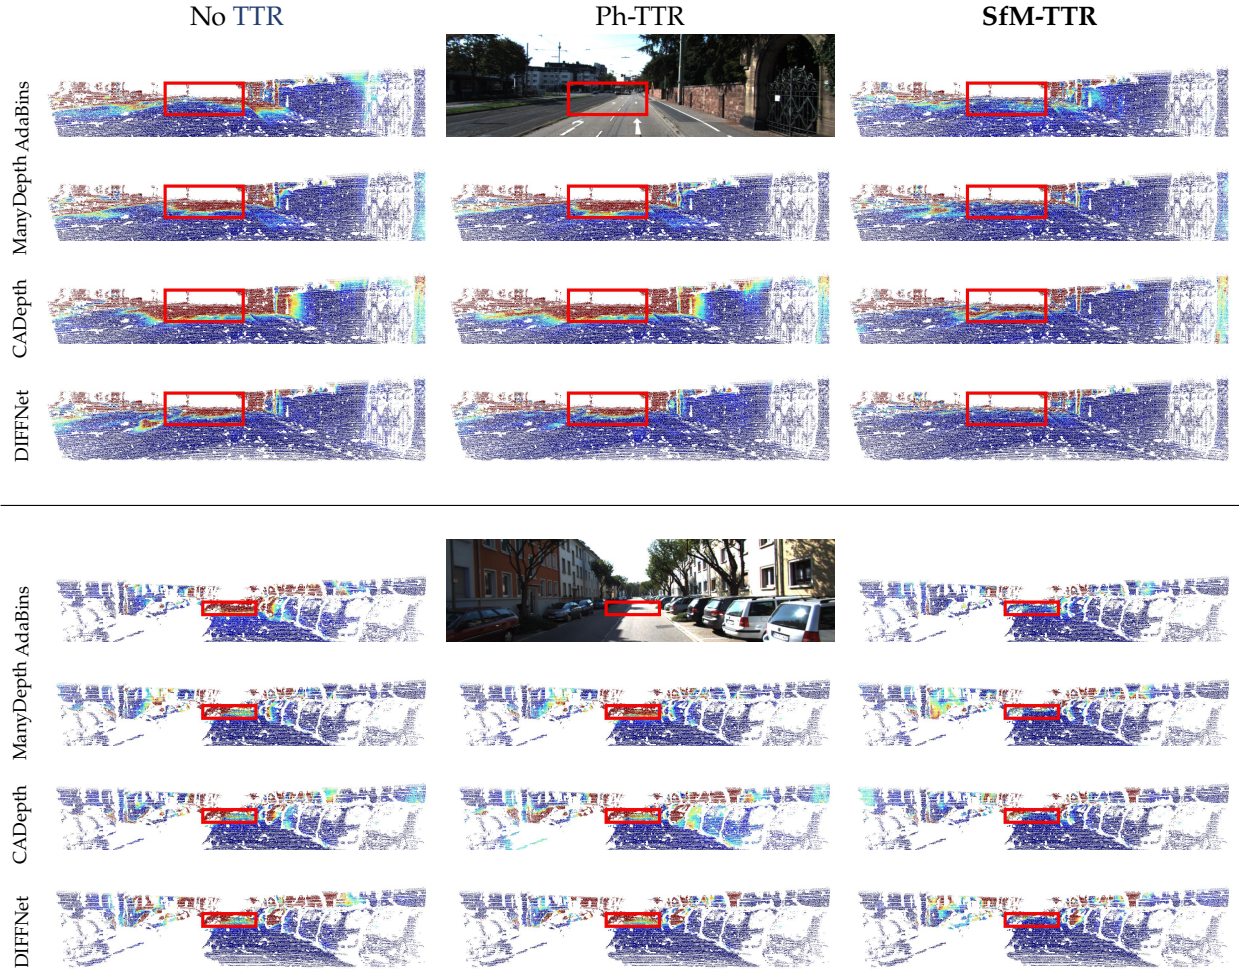 No TTR Ph-TTR SfM-TTR
AdaBins
ManyDepth
CADepth
DIFFNet
AdaBins
ManyDepth
CADepth
DIFFNet